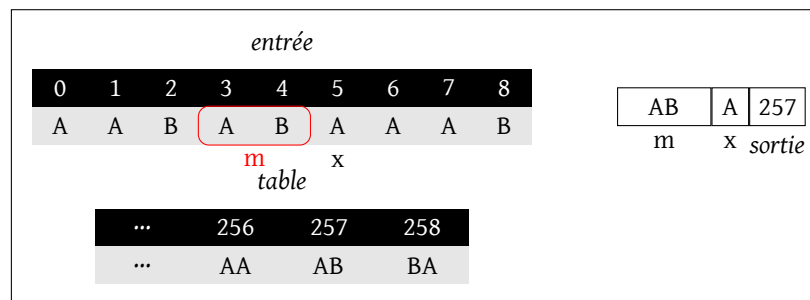 entrée
0 1 2 3 4 5 6 7 8
A A B A B A A A B
m x
table
… 256 257 258
… AA AB BA
AB A 257
m x sortie